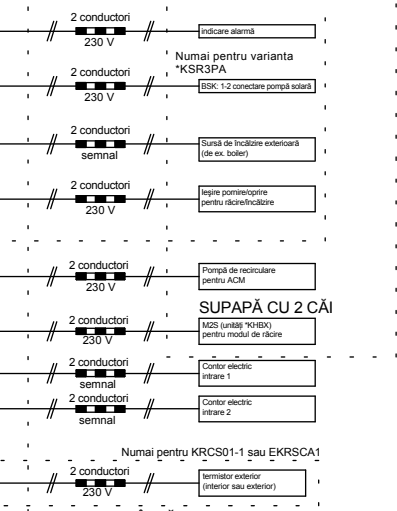 2 conductori
230 V
indicare alarmă
Numai pentru varianta
*KSR3PA
2 conductori
230 V
BSK: 1-2 conectare pompă solară
2 conductori
semnal
Sursă de încălzire exterioară
(de ex. boiler)
2 conductori
230 V
Ieşire pornire/oprire
pentru răcire/încălzire
2 conductori
230 V
Pompă de recirculare
pentru ACM
SUPAPĂ CU 2 CĂI
2 conductori
230 V
M2S (unităţi *KHBX)
pentru modul de răcire
2 conductori
semnal
Contor electric
intrare 1
2 conductori
semnal
Contor electric
intrare 2
Numai pentru KRCS01-1 sau EKRSCA1
2 conductori
230 V
termistor exterior
(interior sau exterior)